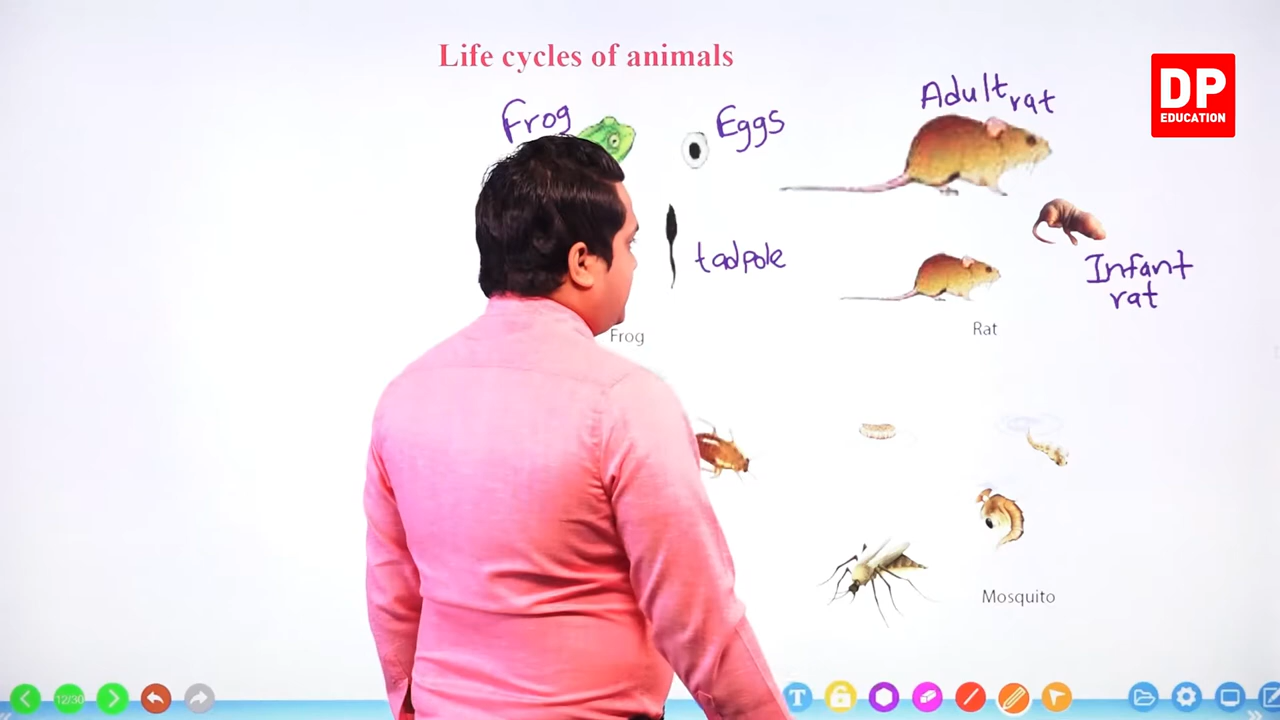 Life cycles of animals
DP
EDUCATION
Frog
Eggs
Adult rat
tadpole
Infant
rat
Frog
Rat
Mosquito
12/30
T